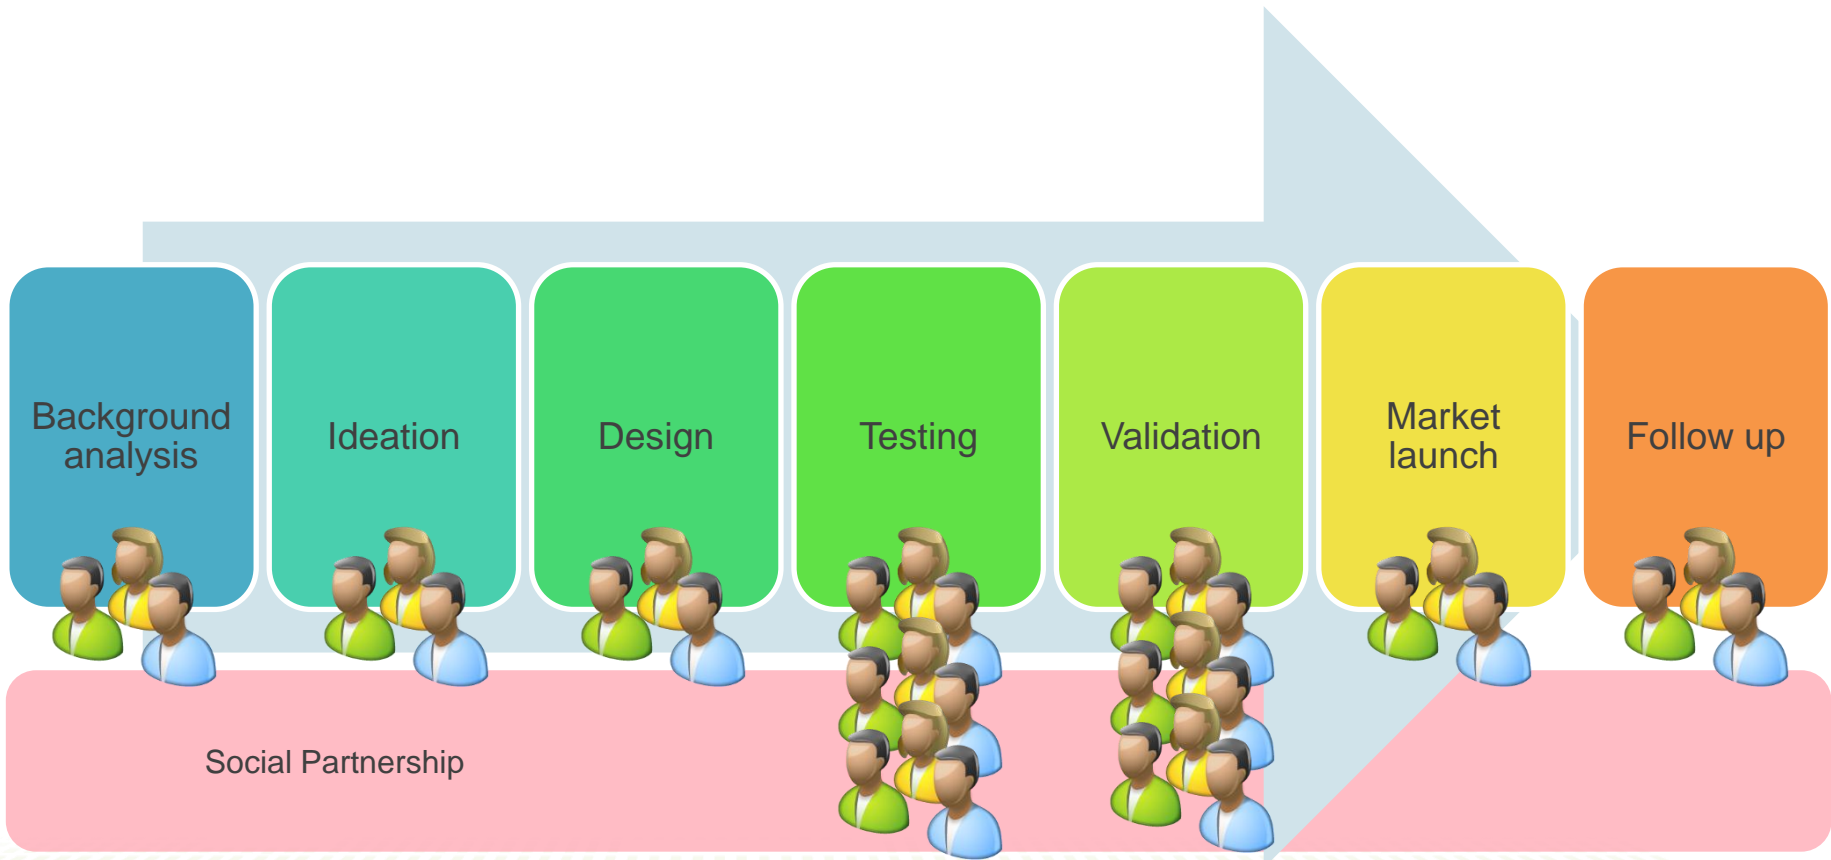 Background
analysis
Ideation
Design
Testing
Validation
Market
launch
Follow up
Social Partnership